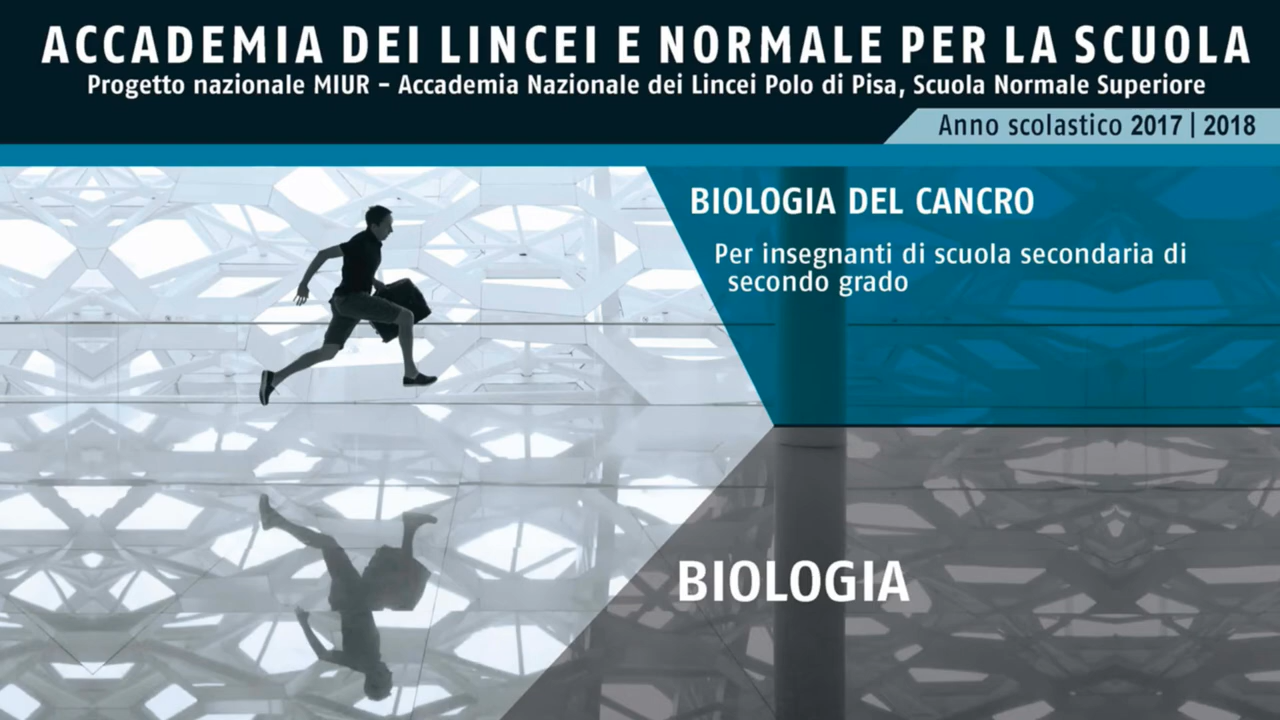 ACCADEMIA DEI LINCEI E NORMALE PER LA SCUOLA
Progetto nazionale MIUR – Accademia Nazionale dei Lincei Polo di Pisa, Scuola Normale Superiore
Anno scolastico 2017 | 2018
BIOLOGIA DEL CANCRO
Per insegnanti di scuola secondaria di
secondo grado
BIOLOGIA